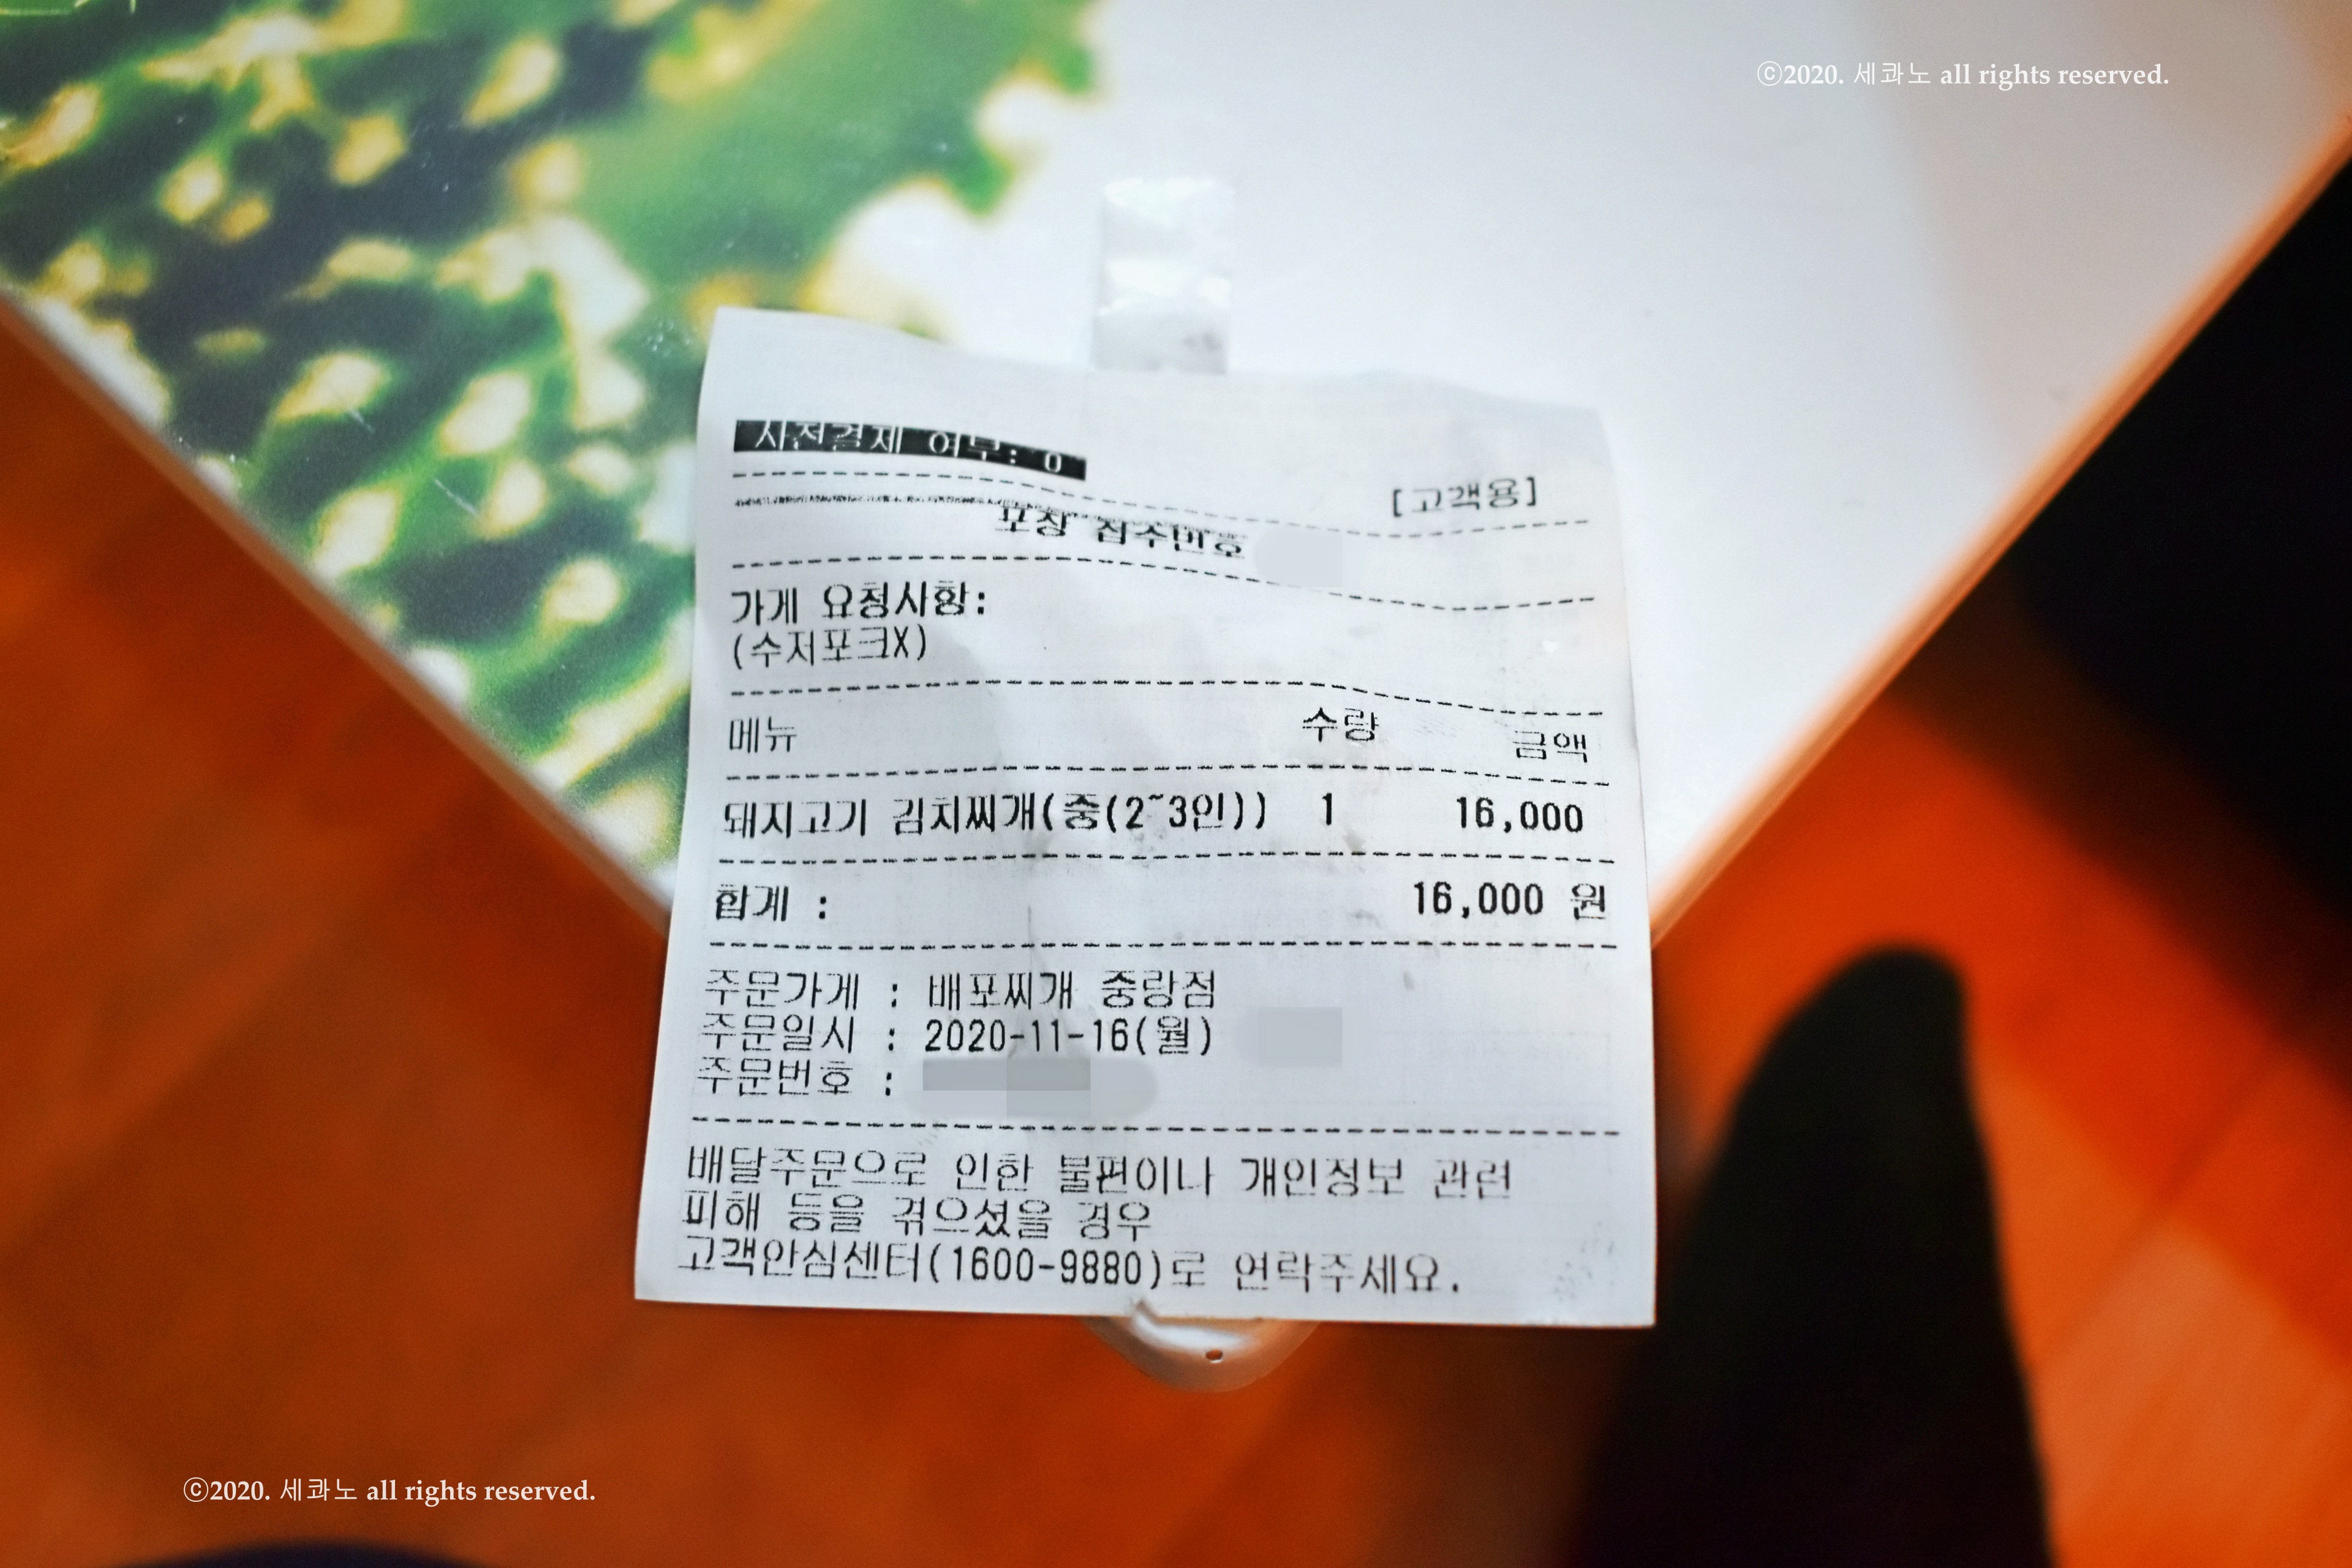 ⓒ2020. 세콰노 all rights reserved.
사전결제 여부: O
[고객용]
포장 접수번호
가게 요청사항:
(수저포크X)
메뉴 수량 금액
돼지고기 김치찌개(중(2~3인)) 1 16,000
합계 : 16,000 원
주문가게 : 배포찌개 중랑점
주문일시 : 2020-11-16(월)
주문번호 :
배달주문으로 인한 불편이나 개인정보 관련
피해 등을 겪으셨을 경우
고객안심센터(1600-9880)로 연락주세요.
ⓒ2020. 세콰노 all rights reserved.